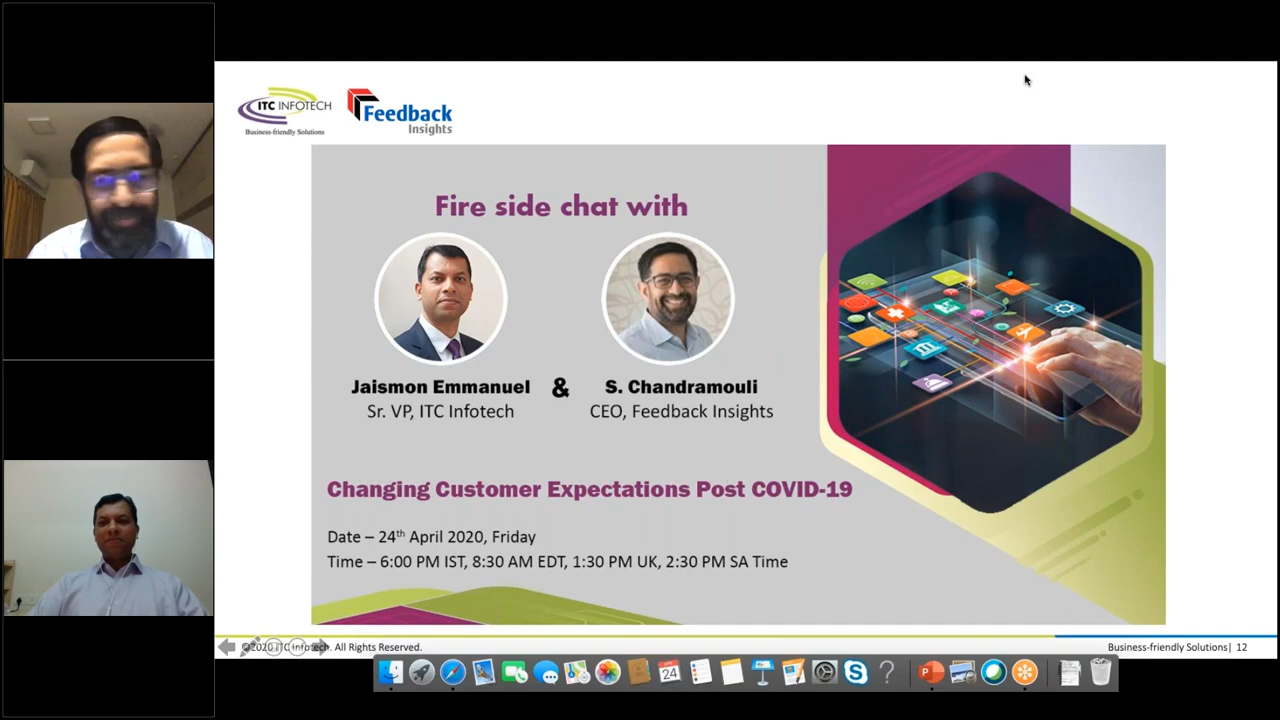 ITC INFOTECH
Business-friendly Solutions
Feedback
Insights
Fire side chat with
Jaismon Emmanuel & S. Chandramouli
Sr. VP, ITC Infotech CEO, Feedback Insights
Changing Customer Expectations Post COVID-19
Date – 24th April 2020, Friday
Time – 6:00 PM IST, 8:30 AM EDT, 1:30 PM UK, 2:30 PM SA Time
©2020 ITC Infotech. All Rights Reserved. Business-friendly Solutions| 12
APR
24